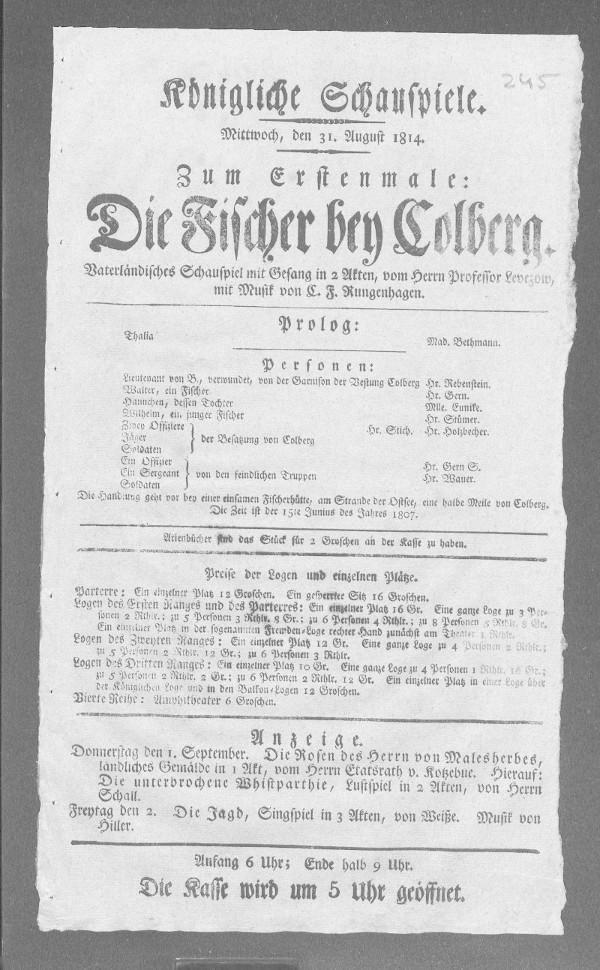 245
Königliche Schauspiele.
Mittwoch, den 31. August 1814.
Zum Erstenmale:
Die Fischer bey Colberg.
Vaterländisches Schauspiel mit Gesang in 2 Akten, vom Herrn Professor Levezow,
mit Musik von C. F. Rungenhagen.
Prolog:
Thalia Mad. Bethmann.
Personen:
Lieutenant von B., verwundet, von der Garnison der Vestung Colberg Hr. Rebenstein.
Walter, ein Fischer Hr. Gern.
Hannchen, dessen Tochter Mlle. Eunike.
Wilhelm, ein junger Fischer Hr. Stümer.
Zwey Offiziere Hr. Stich. Hr. Holzbecher.
Jäger der Besatzung von Colberg
Soldaten
Ein Offizier Hr. Gern S.
Ein Sergeant von den feindlichen Truppen Hr. Wauer.
Soldaten
Die Handlung geht vor bey einer einsamen Fischerhütte, am Strande der Ostsee, eine halbe Meile von Colberg.
Die Zeit ist der 15te Junius des Jahres 1807.
Arienbücher sind das Stück für 2 Groschen an der Kasse zu haben.
Preise der Logen und einzelnen Plätze.
Parterre: Ein einzelner Platz 12 Groschen. Ein gesperrter Sitz 16 Groschen.
Logen des Ersten Ranges und des Parterres: Ein einzelner Platz 16 Gr. Eine ganze Loge zu 3 Per-
sonen 2 Rthlr.; zu 5 Personen 3 Rthlr. 8 Gr.; zu 6 Personen 4 Rthlr.; zu 8 Personen 5 Rthlr. 8 Gr.
Ein einzelner Platz in der sogenannten Fremden-Loge rechter Hand zunächst am Theater 1 Rthlr.
Logen des Zweyten Ranges: Ein einzelner Platz 12 Gr. Eine ganze Loge zu 4 Personen 2 Rthlr.;
zu 5 Personen 2 Rthlr. 12 Gr.; zu 6 Personen 3 Rthlr.
Logen des Dritten Ranges: Ein einzelner Platz 10 Gr. Eine ganze Loge zu 4 Personen 1 Rthlr. 16 Gr.;
zu 5 Personen 2 Rthlr. 2 Gr.; zu 6 Personen 2 Rthlr. 12 Gr. Ein einzelner Platz in einer Loge über
der Königlichen Loge und in den Balkon-Logen 12 Groschen.
Vierte Reihe: Amphitheater 6 Groschen.
Anzeige.
Donnerstag den 1. September. Die Rosen des Herrn von Malesherbes,
ländliches Gemälde in 1 Akt, vom Herrn Etatsrath v. Kotzebue. Hierauf:
Die unterbrochene Whistparthie, Lustspiel in 2 Akten, von Herrn
Schall.
Freytag den 2. Die Jagd, Singspiel in 3 Akten, von Weiße. Musik von
Hiller.
Anfang 6 Uhr; Ende halb 9 Uhr.
Die Kasse wird um 5 Uhr geöffnet.